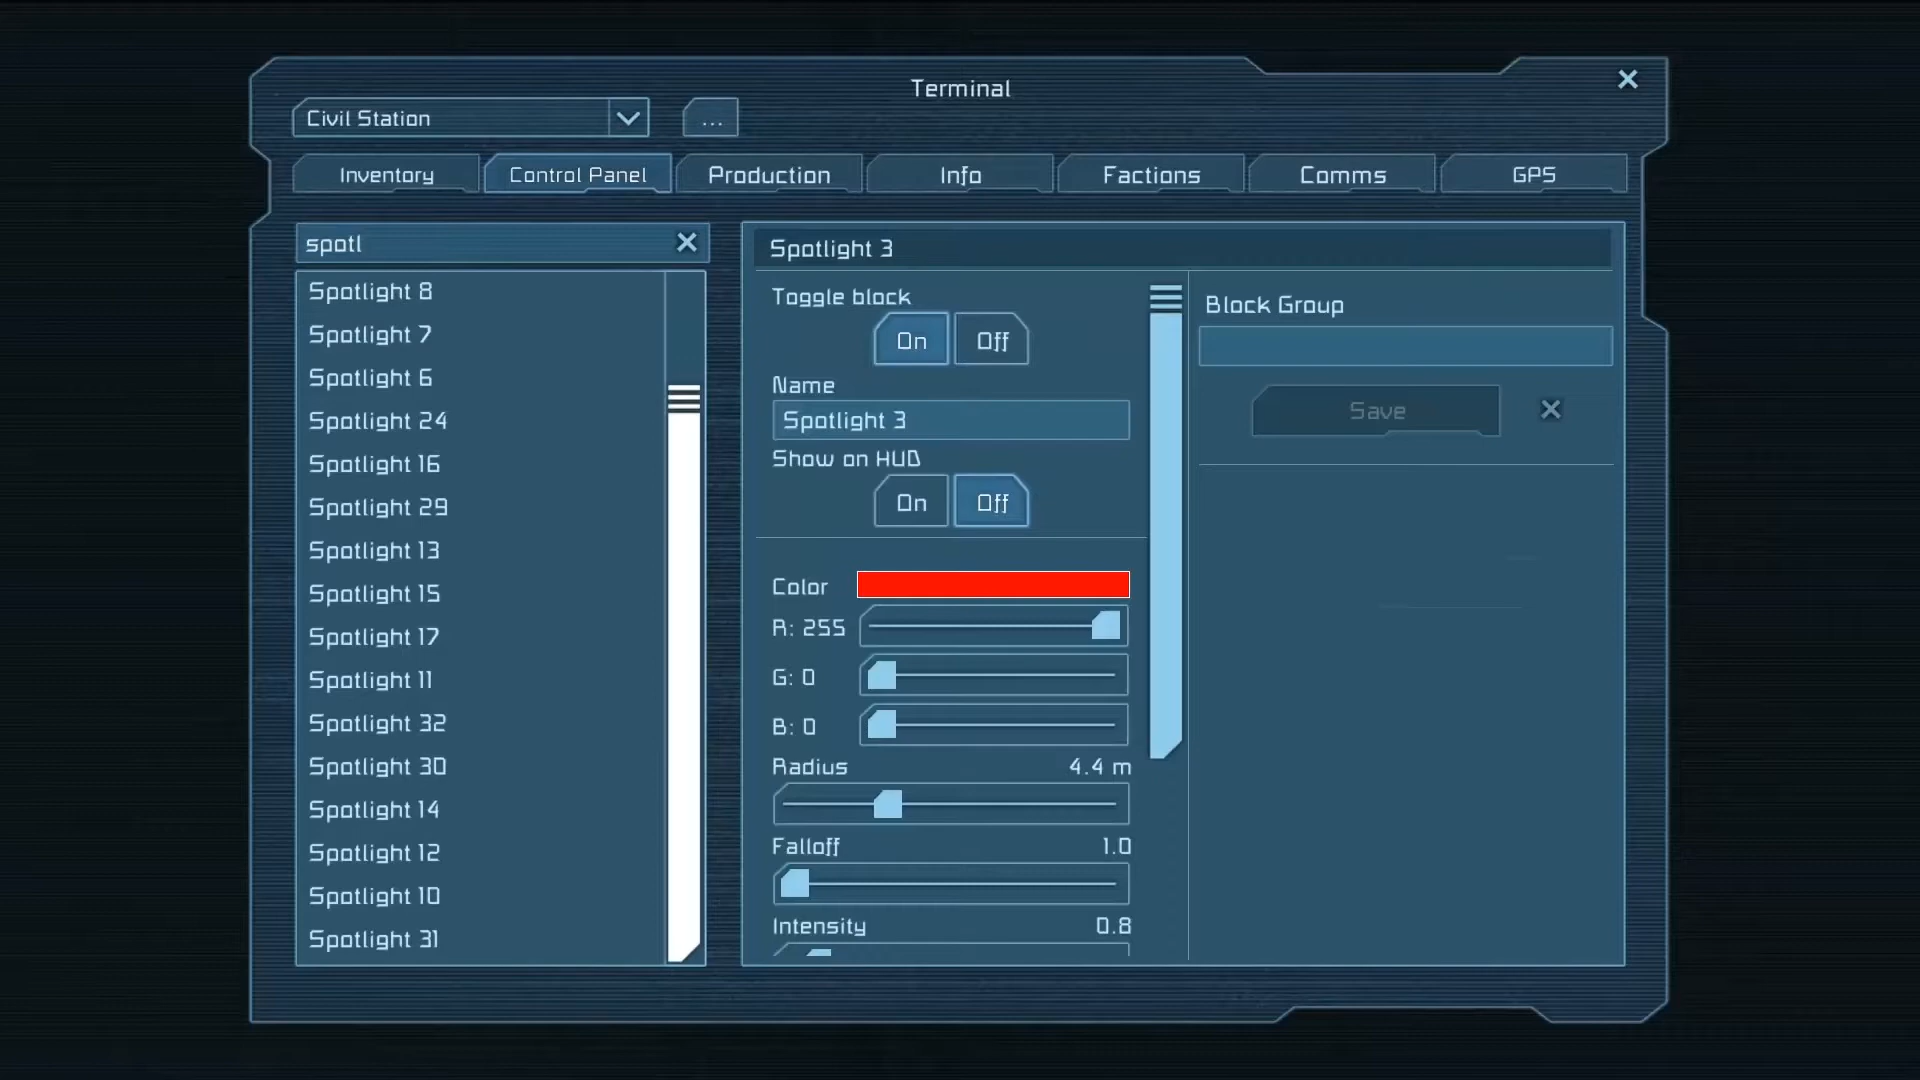 Terminal
Civil Station
...
Inventory
Control Panel
Production
Info
Factions
Comms
GPS
spotl
Spotlight 8
Spotlight 7
Spotlight 6
Spotlight 24
Spotlight 16
Spotlight 29
Spotlight 13
Spotlight 15
Spotlight 17
Spotlight 11
Spotlight 32
Spotlight 30
Spotlight 14
Spotlight 12
Spotlight 10
Spotlight 31
Spotlight 3
Toggle block
On
Off
Name
Spotlight 3
Show on HUD
On
Off
Color
R: 255
G: 0
B: 0
Radius 4.4 m
Falloff 1.0
Intensity 0.8
Block Group
Save